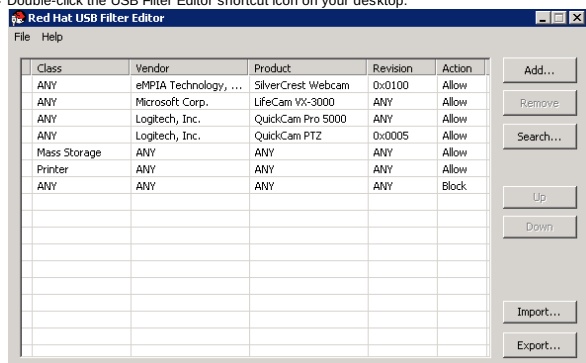 Double-click the USB Filter Editor shortcut icon on your desktop.
Red Hat USB Filter Editor
File Help
Class Vendor Product Revision Action
ANY eMPIA Technology, ... SilverCrest Webcam 0x0100 Allow
ANY Microsoft Corp. LifeCam VX-3000 ANY Allow
ANY Logitech, Inc. QuickCam Pro 5000 ANY Allow
ANY Logitech, Inc. QuickCam PTZ 0x0005 Allow
Mass Storage ANY ANY ANY Allow
Printer ANY ANY ANY Allow
ANY ANY ANY ANY Block
Add...
Remove
Search...
Up
Down
Import...
Export...